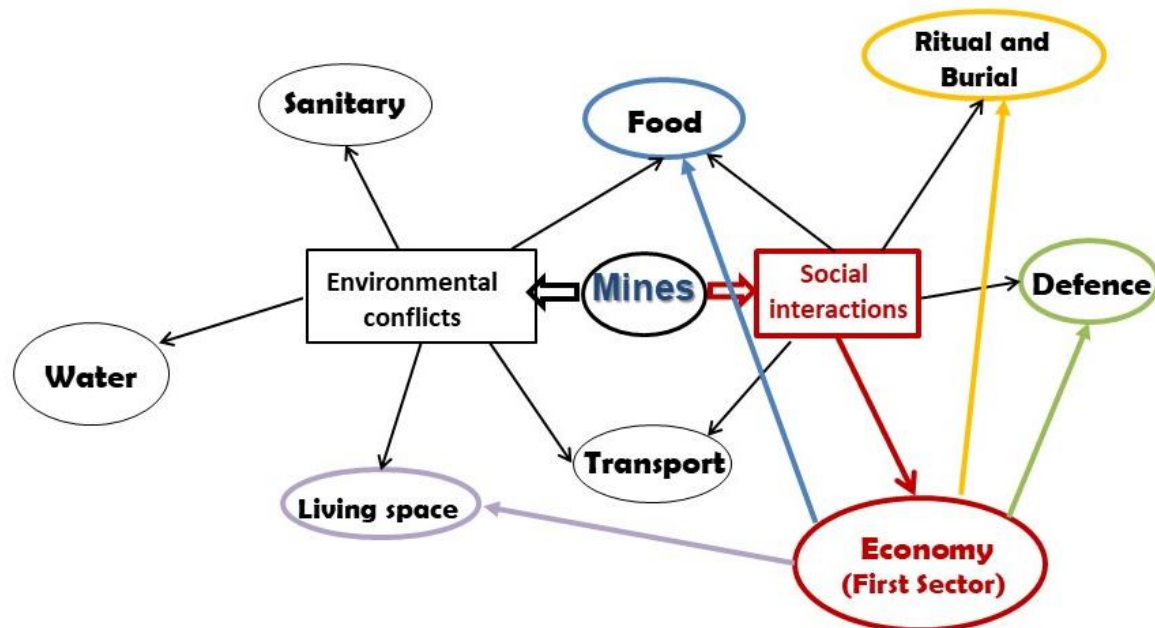 Ritual and
Burial
Sanitary
Food
Environmental
conflicts
Mines
Social
interactions
Defence
Water
Transport
Living space
Economy
(First Sector)